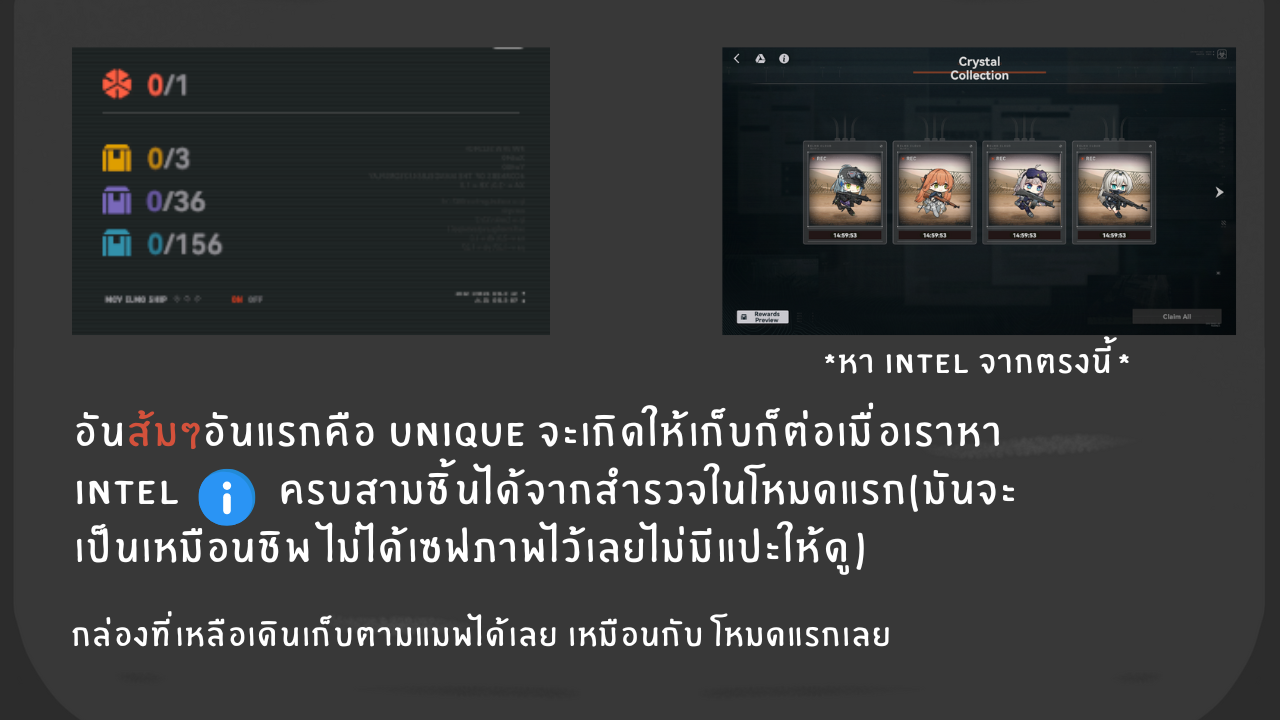 0/1
0/3
0/36
0/156
ON OFF
Crystal
Collection
REC REC REC REC
14:59:53 14:59:53 14:59:53 14:59:53
Rewards
Preview
Claim All
*หา INTEL จากตรงนี้*
อันส้มๆอันแรกคือ UNIQUE จะเกิดให้เก็บก็ต่อเมื่อเราหา
INTEL i ครบสามชิ้นได้จากสำรวจในโหมดแรก(มันจะ
เป็นเหมือนชิพ ไม่ได้เซฟภาพไว้เลยไม่มีแปะให้ดู)
กล่องที่เหลือเดินเก็บตามแมพได้เลย เหมือนกับ โหมดแรกเลย